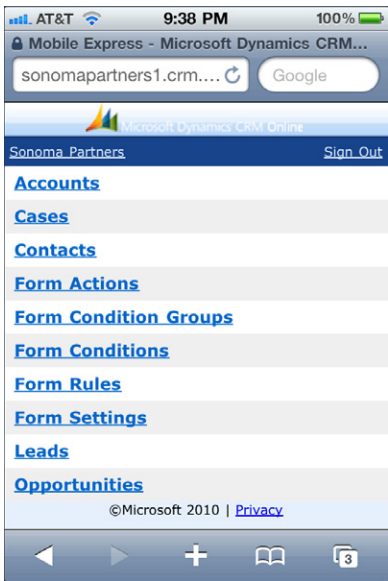 AT&T 9:38 PM 100%
Mobile Express - Microsoft Dynamics CRM...
sonomapartners1.crm.... Google
Microsoft Dynamics CRM Online
Sonoma Partners Sign Out
Accounts
Cases
Contacts
Form Actions
Form Condition Groups
Form Conditions
Form Rules
Form Settings
Leads
Opportunities
©Microsoft 2010 | Privacy
3